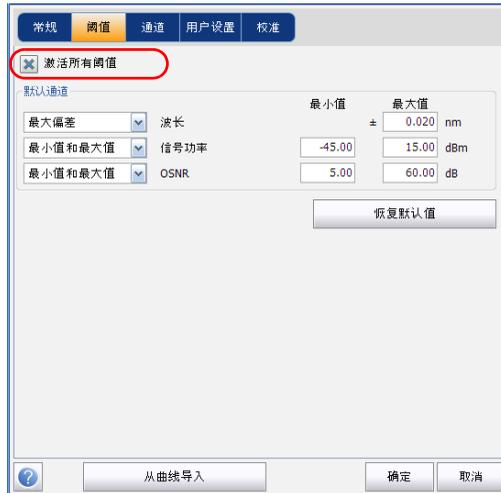 常规 阈值 通道 用户设置 校准
激活所有阈值
默认通道
最小值 最大值
最大偏差 波长 ± 0.020 nm
最小值和最大值 信号功率 -45.00 15.00 dBm
最小值和最大值 OSNR 5.00 60.00 dB
恢复默认值
? 从曲线导入 确定 取消